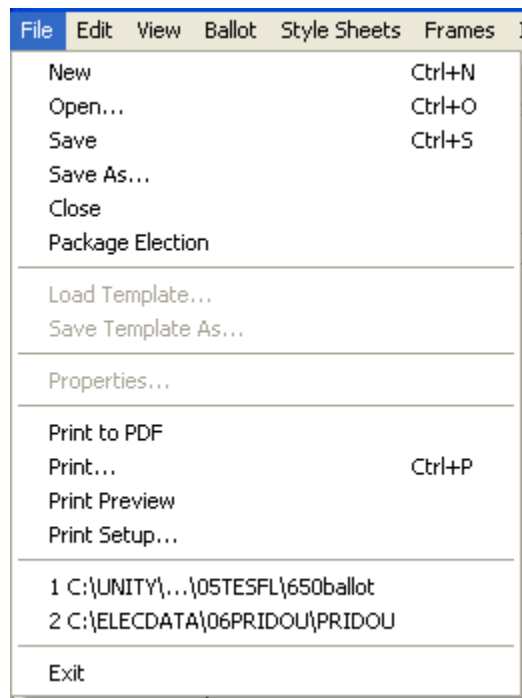 File Edit View Ballot Style Sheets Frames
New Ctrl+N
Open... Ctrl+O
Save Ctrl+S
Save As...
Close
Package Election
Load Template...
Save Template As...
Properties...
Print to PDF
Print... Ctrl+P
Print Preview
Print Setup...
1 C:\UNITY\...\05TESFL\650ballot
2 C:\ELECDATA\06PRIDOU\PRIDOU
Exit